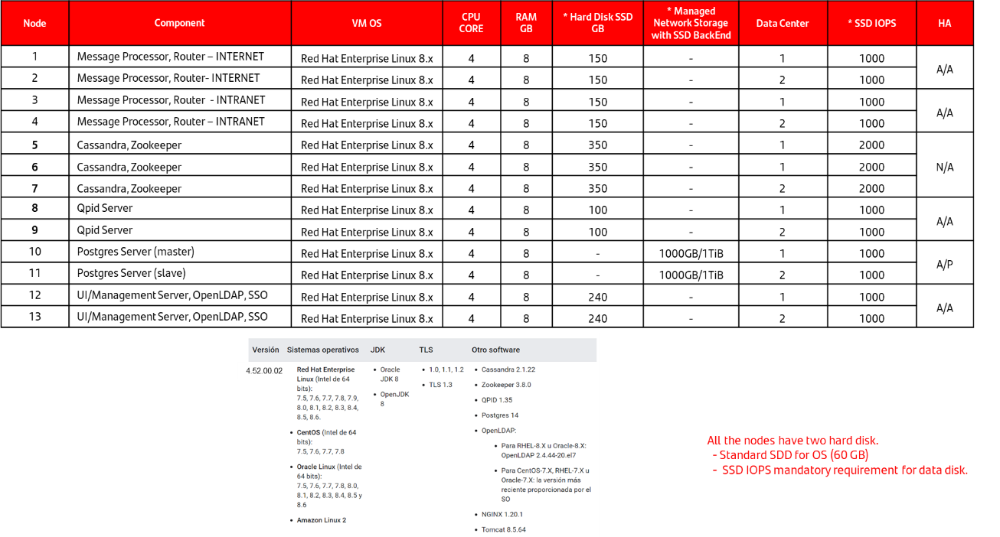 Node Component VM OS CPU CORE RAM GB * Hard Disk SSD GB * Managed Network Storage with SSD BackEnd Data Center * SSD IOPS HA
1 Message Processor, Router – INTERNET Red Hat Enterprise Linux 8.x 4 8 150 - 1 1000 A/A
2 Message Processor, Router- INTERNET Red Hat Enterprise Linux 8.x 4 8 150 - 2 1000
3 Message Processor, Router - INTRANET Red Hat Enterprise Linux 8.x 4 8 150 - 1 1000 A/A
4 Message Processor, Router – INTRANET Red Hat Enterprise Linux 8.x 4 8 150 - 2 1000
5 Cassandra, Zookeeper Red Hat Enterprise Linux 8.x 4 8 350 - 1 2000
6 Cassandra, Zookeeper Red Hat Enterprise Linux 8.x 4 8 350 - 1 2000 N/A
7 Cassandra, Zookeeper Red Hat Enterprise Linux 8.x 4 8 350 - 2 2000
8 Qpid Server Red Hat Enterprise Linux 8.x 4 8 100 - 1 1000 A/A
9 Qpid Server Red Hat Enterprise Linux 8.x 4 8 100 - 2 1000
10 Postgres Server (master) Red Hat Enterprise Linux 8.x 4 8 - 1000GB/1TiB 1 1000 A/P
11 Postgres Server (slave) Red Hat Enterprise Linux 8.x 4 8 - 1000GB/1TiB 2 1000
12 UI/Management Server, OpenLDAP, SSO Red Hat Enterprise Linux 8.x 4 8 240 - 1 1000 A/A
13 UI/Management Server, OpenLDAP, SSO Red Hat Enterprise Linux 8.x 4 8 240 - 2 1000
Versión Sistemas operativos JDK TLS Otro software
4.52.00.02
Red Hat Enterprise
Linux (Intel de 64
bits):
7.5, 7.6, 7.7, 7.8, 7.9,
8.0, 8.1, 8.2, 8.3, 8.4,
8.5, 8.6.
• CentOS (Intel de 64
bits):
7.5, 7.6, 7.7, 7.8
• Oracle Linux (Intel de
64 bits):
7.5, 7.6, 7.7, 7.8, 8.0,
8.1, 8.2, 8.3, 8.4, 8.5 y
8.6
• Amazon Linux 2
• Oracle
JDK 8
• OpenJDK
8
• 1.0, 1.1, 1.2
• TLS 1.3
• Cassandra 2.1.22
• Zookeeper 3.8.0
• QPID 1.35
• Postgres 14
• OpenLDAP:
• Para RHEL-8.X u Oracle-8.X:
OpenLDAP 2.4.44-20.el7
• Para CentOS-7.X, RHEL-7.X u
Oracle-7.X: la versión más
reciente proporcionada por el
SO
• NGINX 1.20.1
• Tomcat 8.5.64
All the nodes have two hard disk.
- Standard SDD for OS (60 GB)
- SSD IOPS mandatory requirement for data disk.